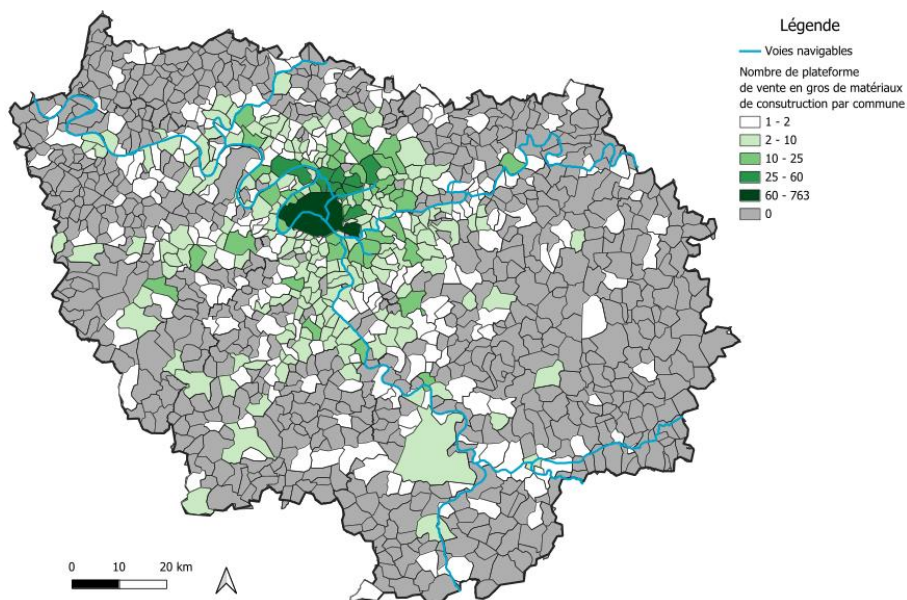 Légende
Voies navigables
Nombre de plateforme
de vente en gros de matériaux
de consutruction par commune
1 - 2
2 - 10
10 - 25
25 - 60
60 - 763
0
0 10 20 km